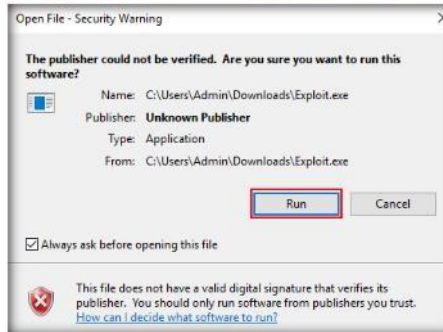 Open File - Security Warning
The publisher could not be verified. Are you sure you want to run this
software?
Name: C:\Users\Admin\Downloads\Exploit.exe
Publisher: Unknown Publisher
Type: Application
From: C:\Users\Admin\Downloads\Exploit.exe
Run Cancel
Always ask before opening this file
This file does not have a valid digital signature that verifies its
publisher. You should only run software from publishers you trust.
How can I decide what software to run?